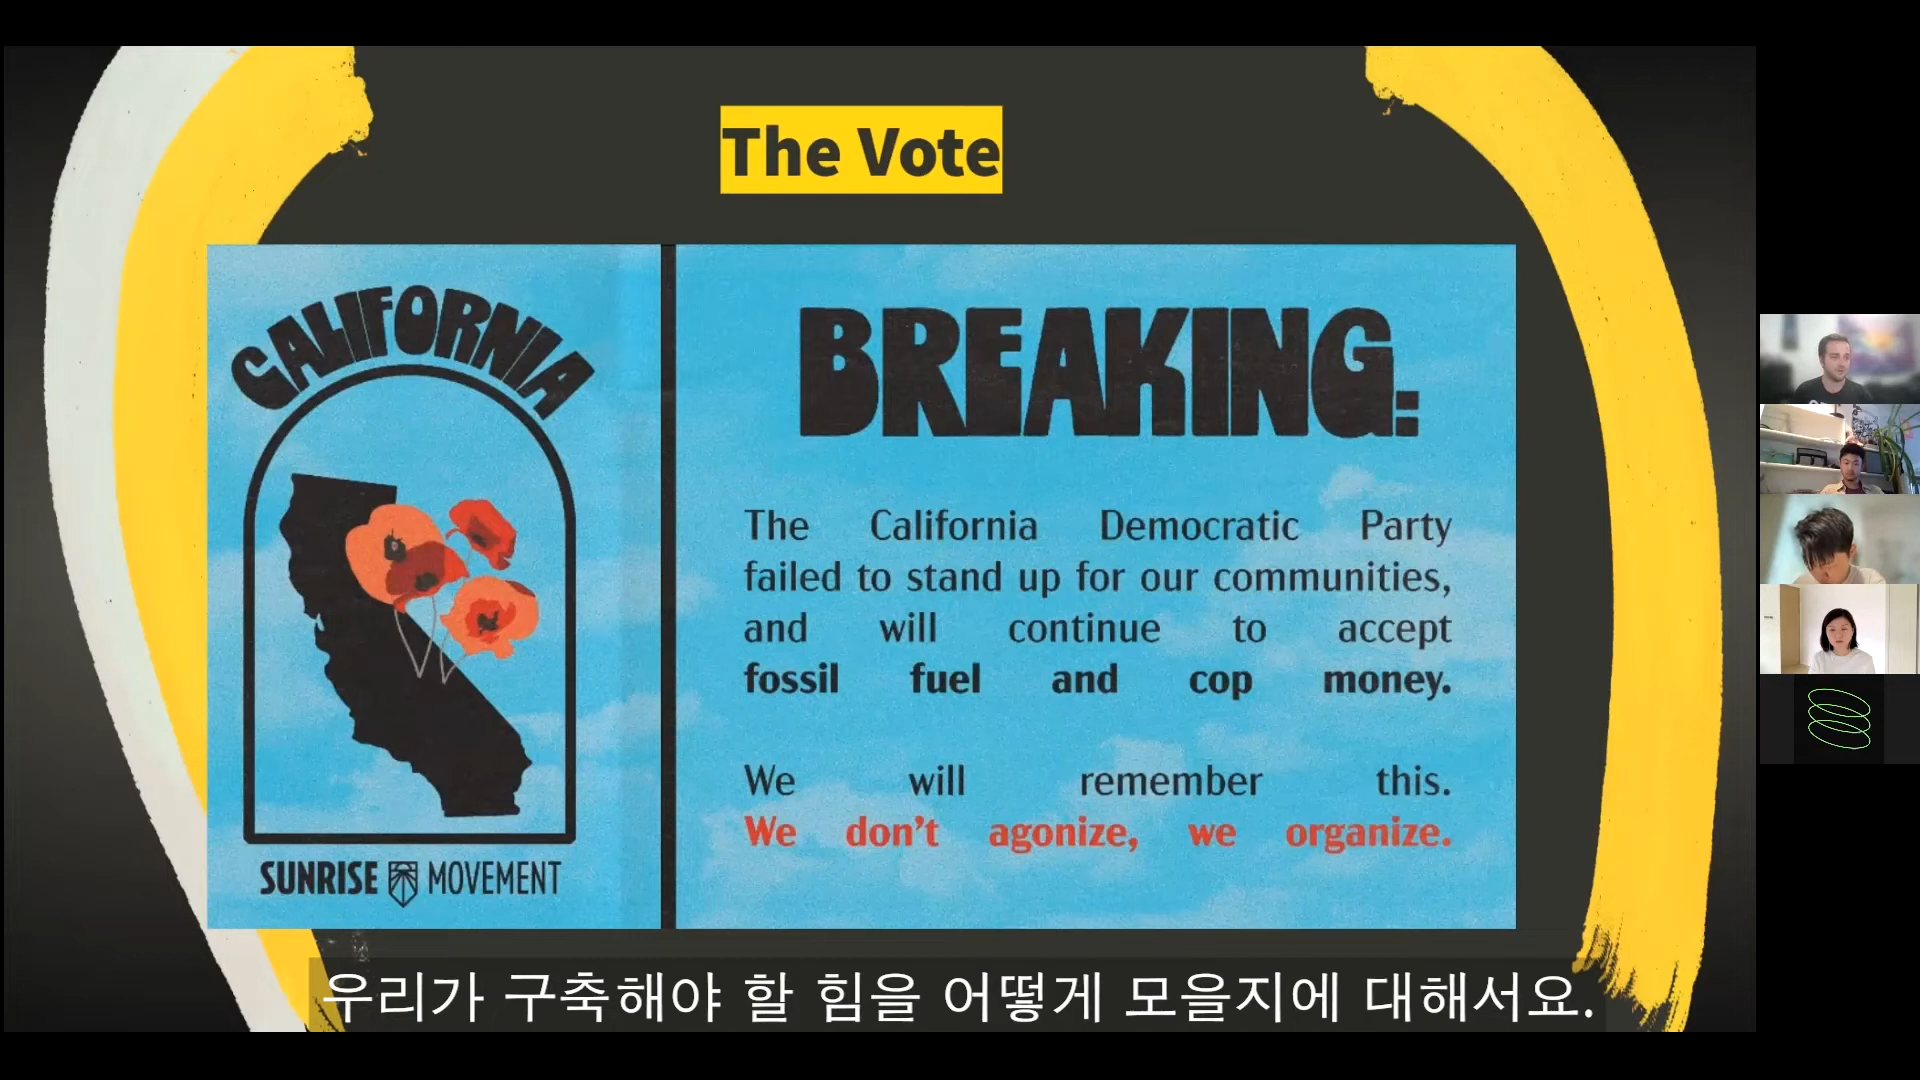 The Vote
CALIFORNIA
SUNRISE MOVEMENT
BREAKING:
The California Democratic Party
failed to stand up for our communities,
and will continue to accept
fossil fuel and cop money.
We will remember this.
We don't agonize, we organize.
우리가 구축해야 할 힘을 어떻게 모을지에 대해서요.